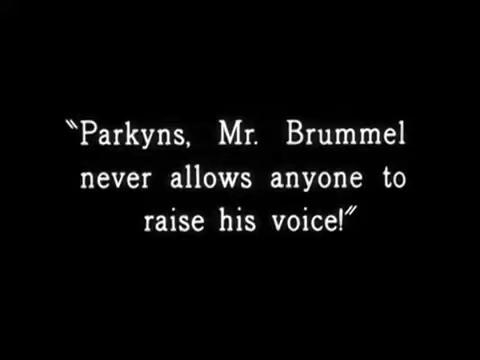 "Parkyns, Mr. Brummel
never allows anyone to
raise his voice!"